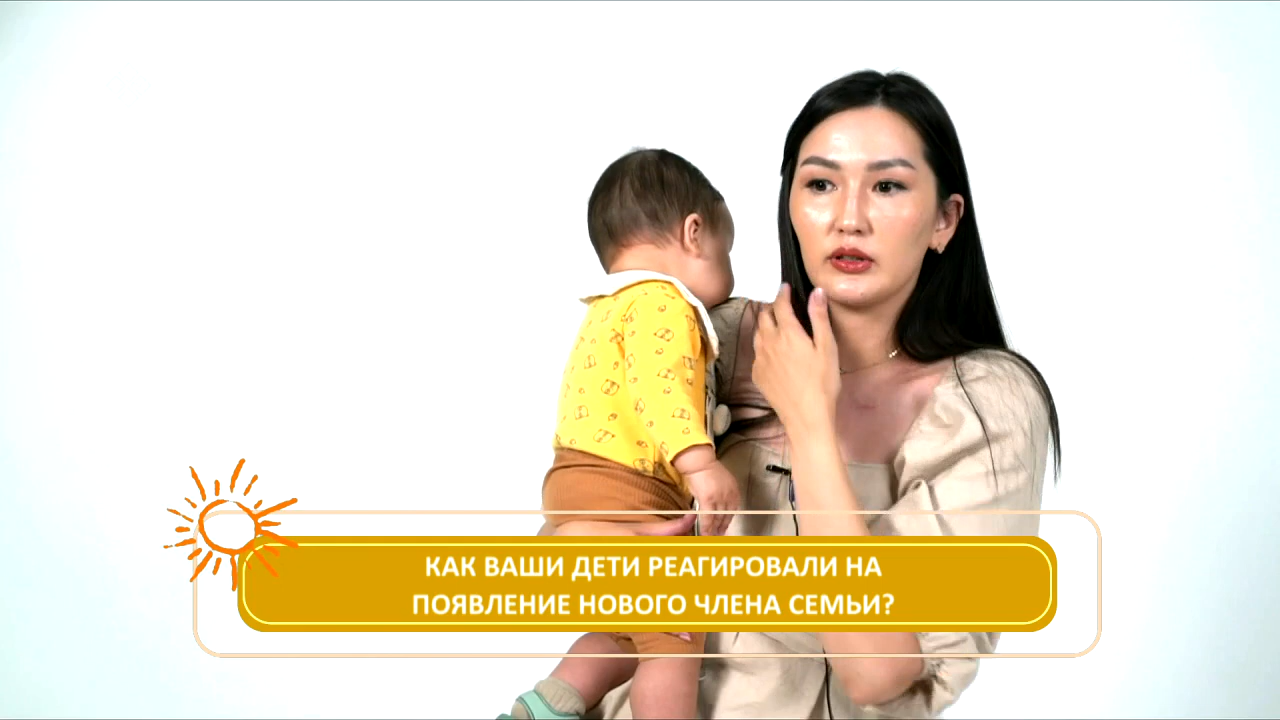 КАК ВАШИ ДЕТИ РЕАГИРОВАЛИ НА
ПОЯВЛЕНИЕ НОВОГО ЧЛЕНА СЕМЬИ?